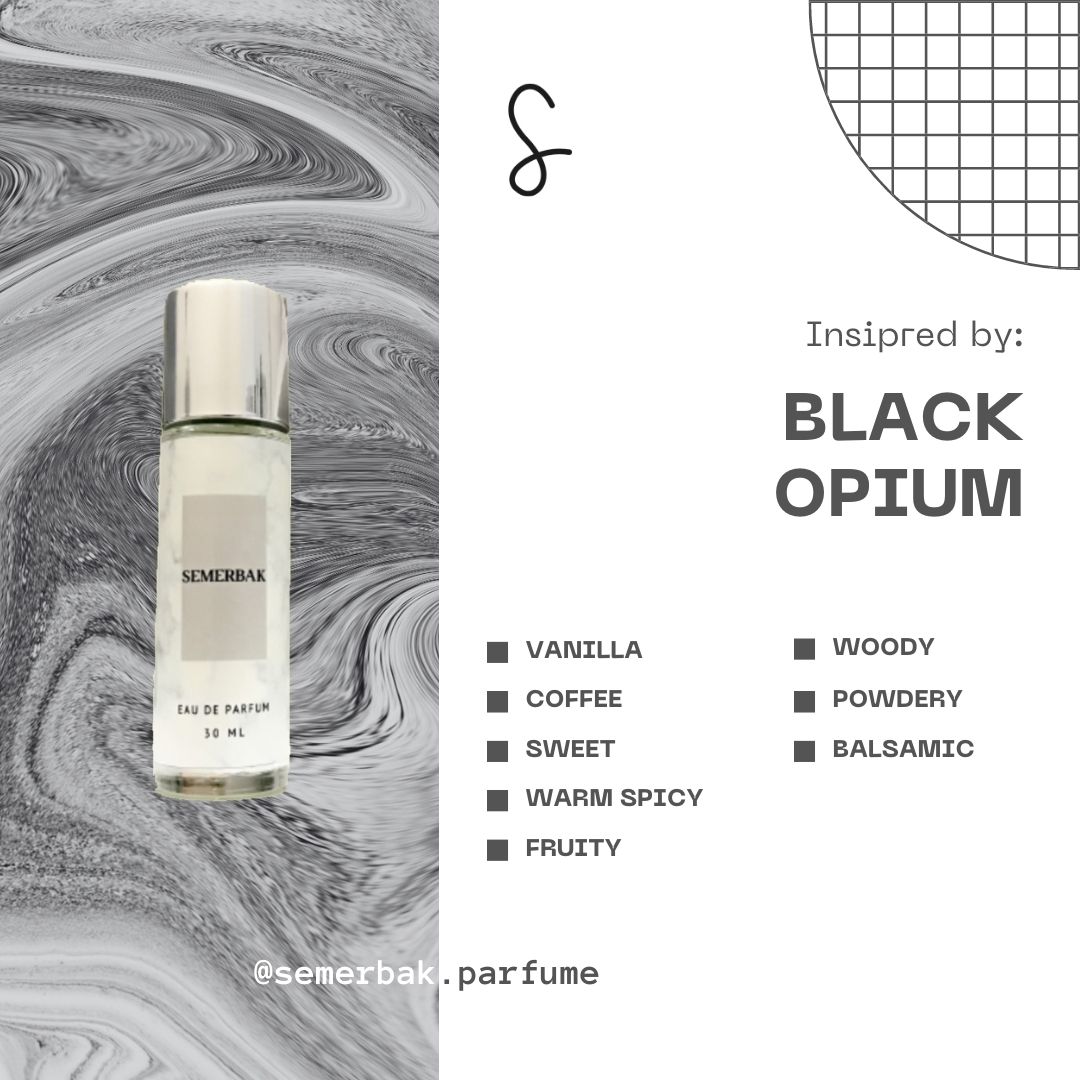 S
Insipred by:
BLACK
OPIUM
SEMERBAK
EAU DE PARFUM
30 ML
VANILLA
COFFEE
SWEET
WARM SPICY
FRUITY
WOODY
POWDERY
BALSAMIC
@semerbak.parfume